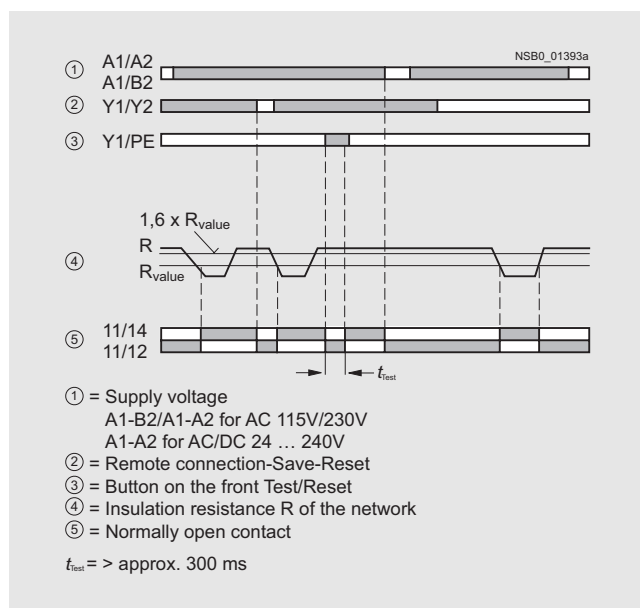 NSB0_01393a
① A1/A2
A1/B2
② Y1/Y2
③ Y1/PE
1,6 x Rvalue
R
④
Rvalue
⑤ 11/14
11/12
tTest
① = Supply voltage
A1-B2/A1-A2 for AC 115V/230V
A1-A2 for AC/DC 24 … 240V
② = Remote connection-Save-Reset
③ = Button on the front Test/Reset
④ = Insulation resistance R of the network
⑤ = Normally open contact
tTest = > approx. 300 ms